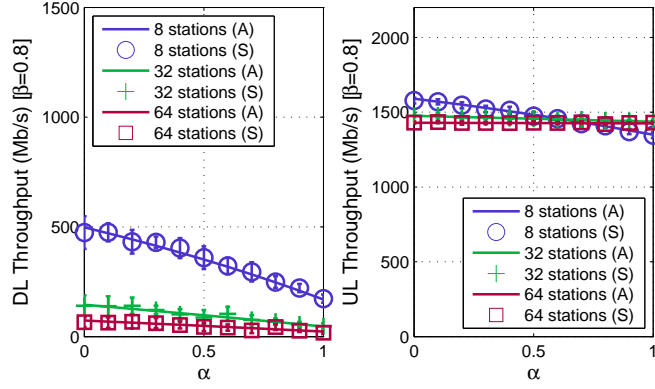 DL Throughput (Mb/s) [β=0.8]
1500
1000
500
0
0
0.5
1
α
8 stations (A)
8 stations (S)
32 stations (A)
32 stations (S)
64 stations (A)
64 stations (S)
UL Throughput (Mb/s) [β=0.8]
2000
1500
1000
500
0
0
0.5
1
α
8 stations (A)
8 stations (S)
32 stations (A)
32 stations (S)
64 stations (A)
64 stations (S)